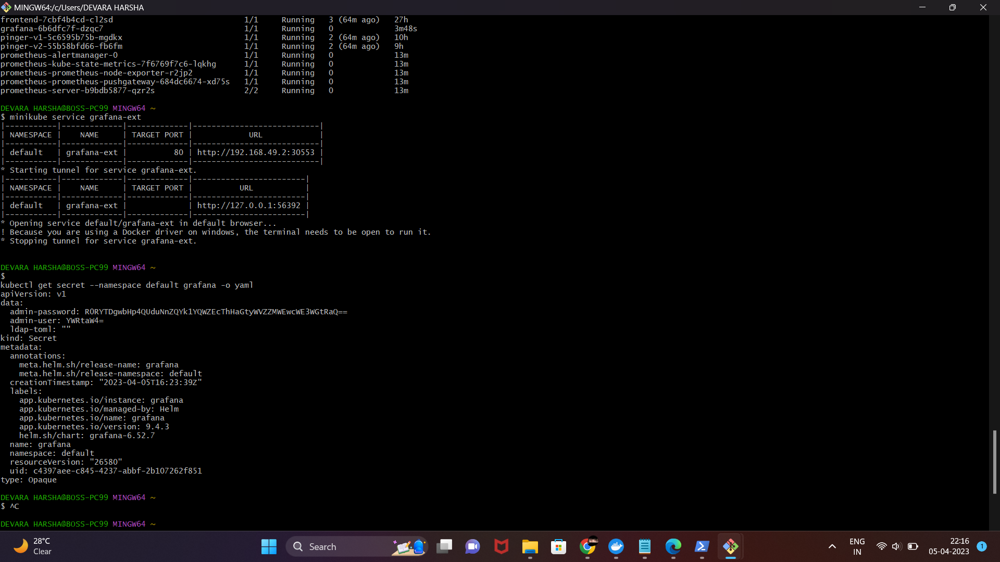 MINGW64:/c/Users/DEVARA HARSHA
frontend-7cbf4b4cd-cl2sd 1/1 Running 3 (64m ago) 27h
grafana-6b6dfc7f-dzqc7 1/1 Running 0 3m48s
pinger-v1-5c6595b75b-mgdkx 1/1 Running 2 (64m ago) 10h
pinger-v2-55b58bfd66-fb6fm 1/1 Running 2 (64m ago) 9h
prometheus-alertmanager-0 1/1 Running 0 13m
prometheus-kube-state-metrics-7f6769f7c6-lqkhg 1/1 Running 0 13m
prometheus-prometheus-node-exporter-r2jp2 1/1 Running 0 13m
prometheus-prometheus-pushgateway-684dc6674-xd75s 1/1 Running 0 13m
prometheus-server-b9bdb5877-qzr2s 2/2 Running 0 13m
DEVARA HARSHA@BOSS-PC99 MINGW64 ~
$ minikube service grafana-ext
|-----------|-------------|-------------|---------------------------|
| NAMESPACE | NAME | TARGET PORT | URL |
|-----------|-------------|-------------|---------------------------|
| default | grafana-ext | 80 | http://192.168.49.2:30553 |
|-----------|-------------|-------------|---------------------------|
* Starting tunnel for service grafana-ext.
|-----------|-------------|-------------|------------------------|
| NAMESPACE | NAME | TARGET PORT | URL |
|-----------|-------------|-------------|------------------------|
| default | grafana-ext | | http://127.0.0.1:56392 |
|-----------|-------------|-------------|------------------------|
* Opening service default/grafana-ext in default browser...
! Because you are using a Docker driver on windows, the terminal needs to be open to run it.
* Stopping tunnel for service grafana-ext.
DEVARA HARSHA@BOSS-PC99 MINGW64 ~
$
kubectl get secret --namespace default grafana -o yaml
apiVersion: v1
data:
admin-password: R0RYTDgwbHp4QUduNnZQYk1YQWZEcThHaGtyWVZZMWEwcWE3WGtRaQ==
admin-user: YWRtaW4=
ldap-toml: ""
kind: Secret
metadata:
annotations:
meta.helm.sh/release-name: grafana
meta.helm.sh/release-namespace: default
creationTimestamp: "2023-04-05T16:23:39Z"
labels:
app.kubernetes.io/instance: grafana
app.kubernetes.io/managed-by: Helm
app.kubernetes.io/name: grafana
app.kubernetes.io/version: 9.4.3
helm.sh/chart: grafana-6.52.7
name: grafana
namespace: default
resourceVersion: "26580"
uid: c4397aee-c845-4237-abbf-2b107262f851
type: Opaque
DEVARA HARSHA@BOSS-PC99 MINGW64 ~
$ ^C
DEVARA HARSHA@BOSS-PC99 MINGW64 ~
28°C
Clear
Search
ENG
IN
22:16
05-04-2023
1